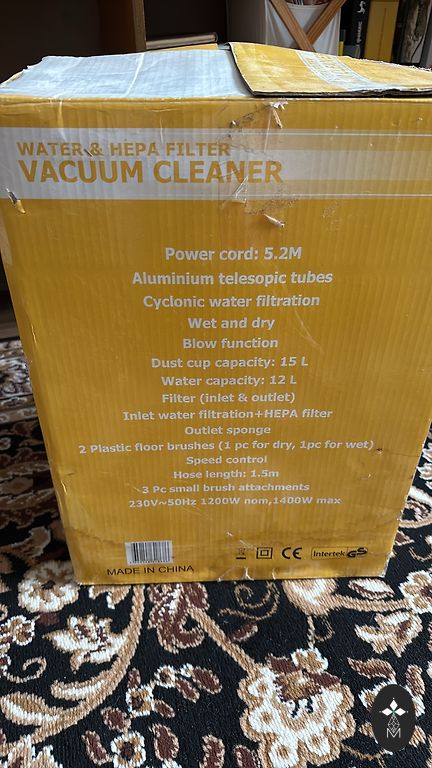 WATER & HEPA FILTER
VACUUM CLEANER
Power cord: 5.2M
Aluminium telesopic tubes
Cyclonic water filtration
Wet and dry
Blow function
Dust cup capacity: 15 L
Water capacity: 12 L
Filter (inlet & outlet)
Inlet water filtration+HEPA filter
Outlet sponge
2 Plastic floor brushes (1 pc for dry, 1pc for wet)
Speed control
Hose length: 1.5m
3 Pc small brush attachments
230V~50Hz 1200W nom,1400W max
CE Intertek GS
MADE IN CHINA
M